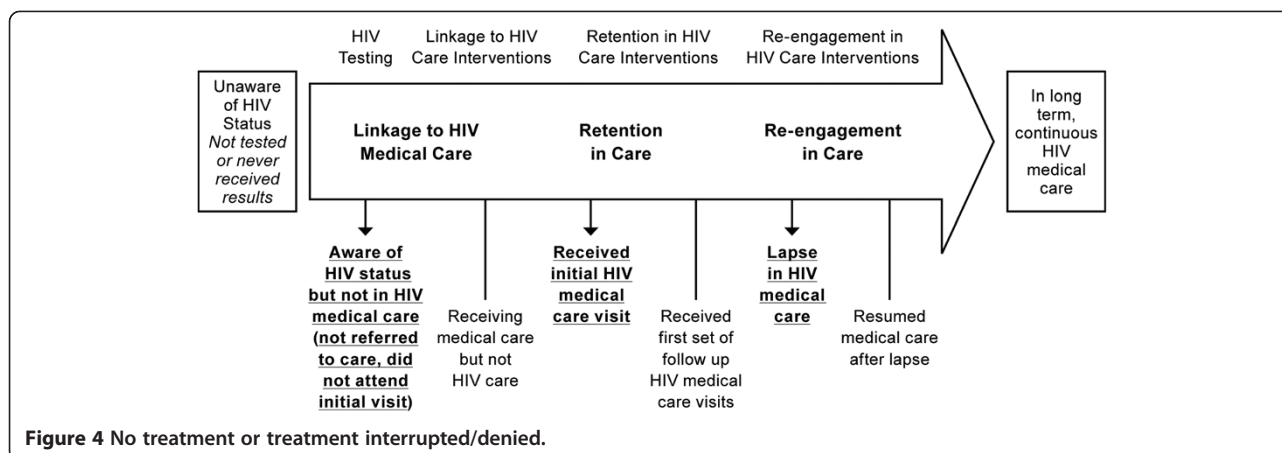 HIV
Testing
Linkage to HIV
Care Interventions
Retention in HIV
Care Interventions
Re-engagement in
HIV Care Interventions
Unaware
of HIV
Status
Not tested
or never
received
results
Linkage to HIV
Medical Care
Retention
in Care
Re-engagement
in Care
In long
term,
continuous
HIV
medical
care
Aware of
HIV status
but not in HIV
medical care
(not referred
to care, did
not attend
initial visit)
Receiving
medical care
but not
HIV care
Received
initial HIV
medical
care visit
Received
first set of
follow up
HIV medical
care visits
Lapse
in HIV
medical
care
Resumed
medical care
after lapse
Figure 4 No treatment or treatment interrupted/denied.